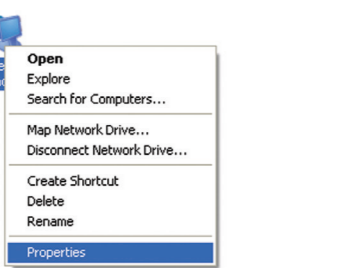 Open
Explore
Search for Computers...
Map Network Drive...
Disconnect Network Drive...
Create Shortcut
Delete
Rename
Properties